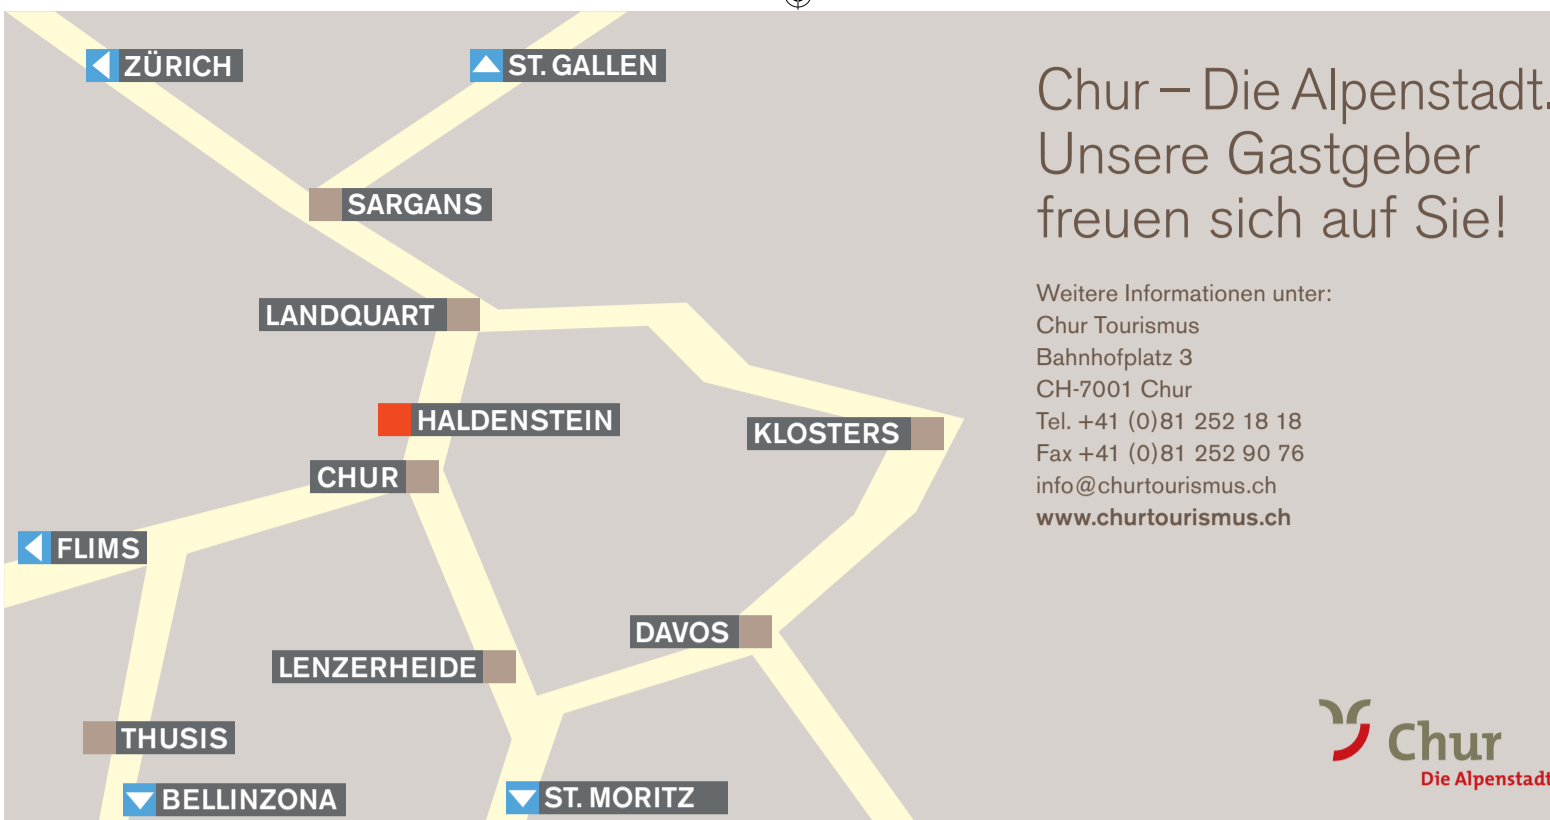 ZÜRICH
ST. GALLEN
SARGANS
LANDQUART
HALDENSTEIN
KLOSTERS
CHUR
FLIMS
DAVOS
LENZERHEIDE
THUSIS
BELLINZONA
ST. MORITZ
Chur – Die Alpenstadt.
Unsere Gastgeber
freuen sich auf Sie!
Weitere Informationen unter:
Chur Tourismus
Bahnhofplatz 3
CH-7001 Chur
Tel. +41 (0)81 252 18 18
Fax +41 (0)81 252 90 76
info@churtourismus.ch
www.churtourismus.ch
Chur
Die Alpenstadt